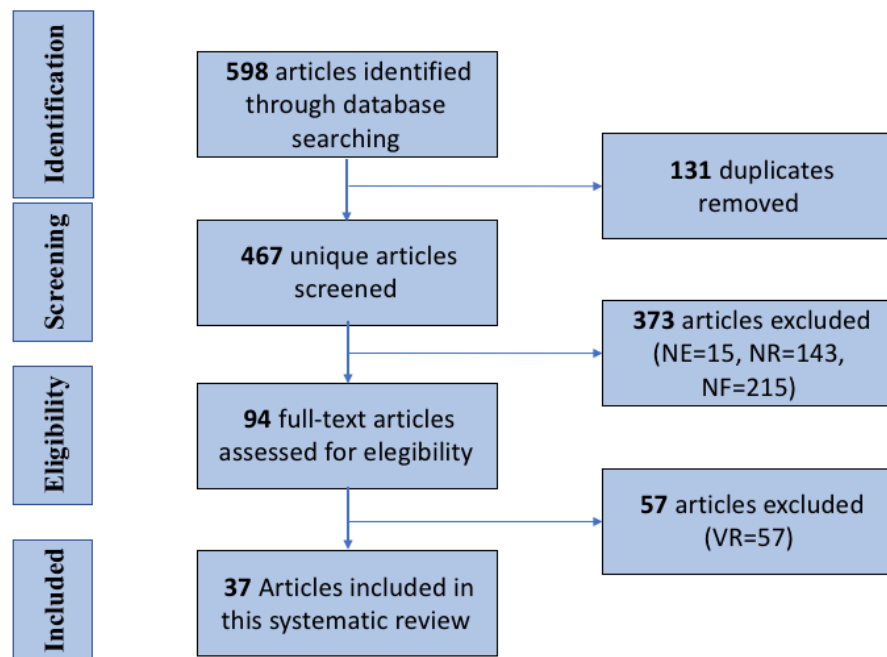 Identification
598 articles identified
through database
searching
131 duplicates
removed
Screening
467 unique articles
screened
373 articles excluded
(NE=15, NR=143,
NF=215)
Eligibility
94 full-text articles
assessed for elegibility
57 articles excluded
(VR=57)
Included
37 Articles included in
this systematic review